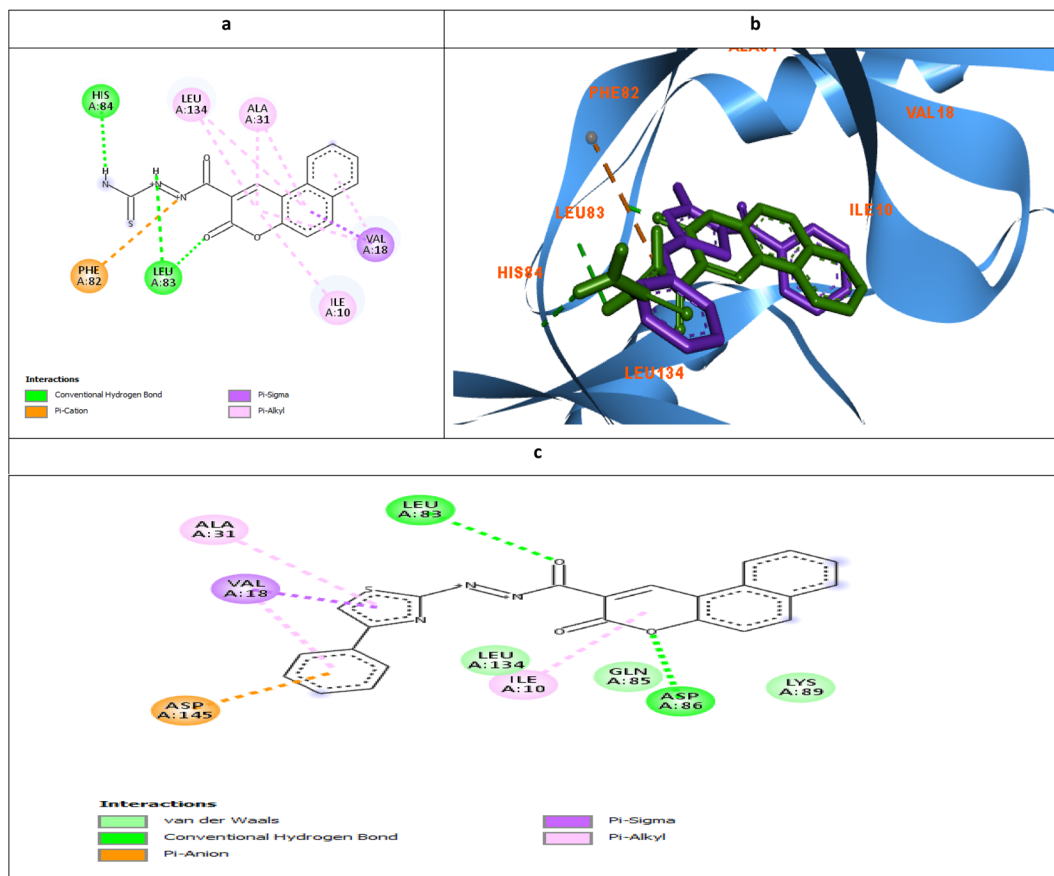 a
b
HIS
A:84
LEU
A:134
ALA
A:31
H
H
N
N
N
O
S
O
O
PHE
A:82
LEU
A:83
VAL
A:18
ILE
A:10
Interactions
Conventional Hydrogen Bond
Pi-Cation
Pi-Sigma
Pi-Alkyl
PHE82
VAL18
LEU83
ILE10
HIS84
LEU134
c
LEU
A:83
ALA
A:31
VAL
A:18
S
N
N
N
O
O
O
LEU
A:134
ILE
A:10
GLN
A:85
ASP
A:86
LYS
A:89
ASP
A:145
Interactions
van der Waals
Conventional Hydrogen Bond
Pi-Anion
Pi-Sigma
Pi-Alkyl